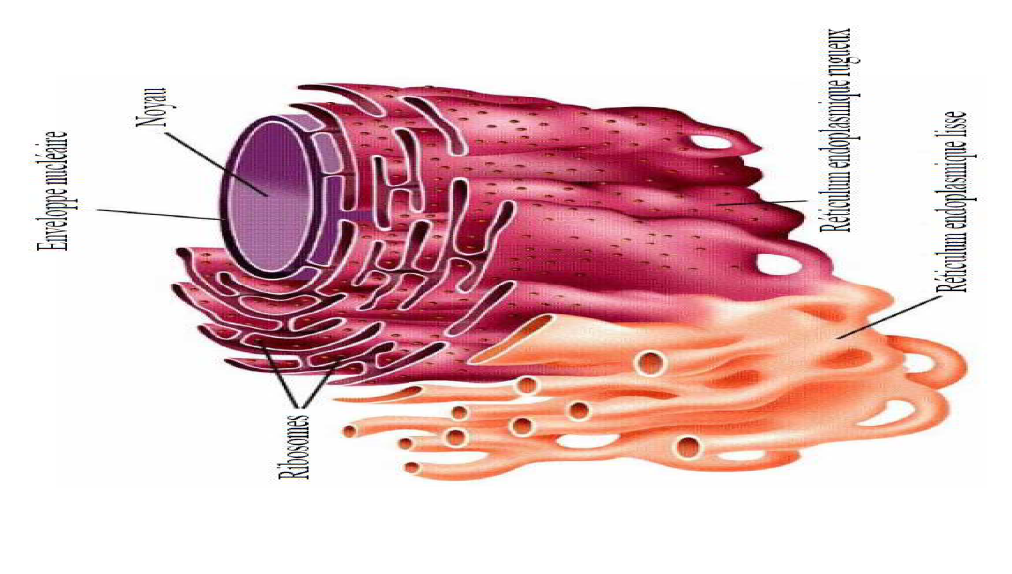 Enveloppe nucléaire
Noyau
Ribosomes
Réticulum endoplasmique rugueux
Réticulum endoplasmique lisse